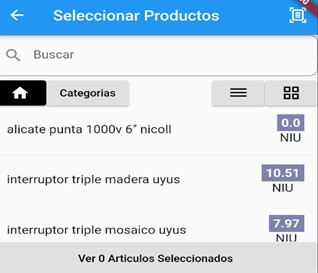 Seleccionar Productos
Buscar
Categorias
alicate punta 1000v 6" nicoll
0.0
NIU
interruptor triple madera uyus
10.51
NIU
interruptor triple mosaico uyus
7.97
NIU
Ver 0 Articulos Seleccionados